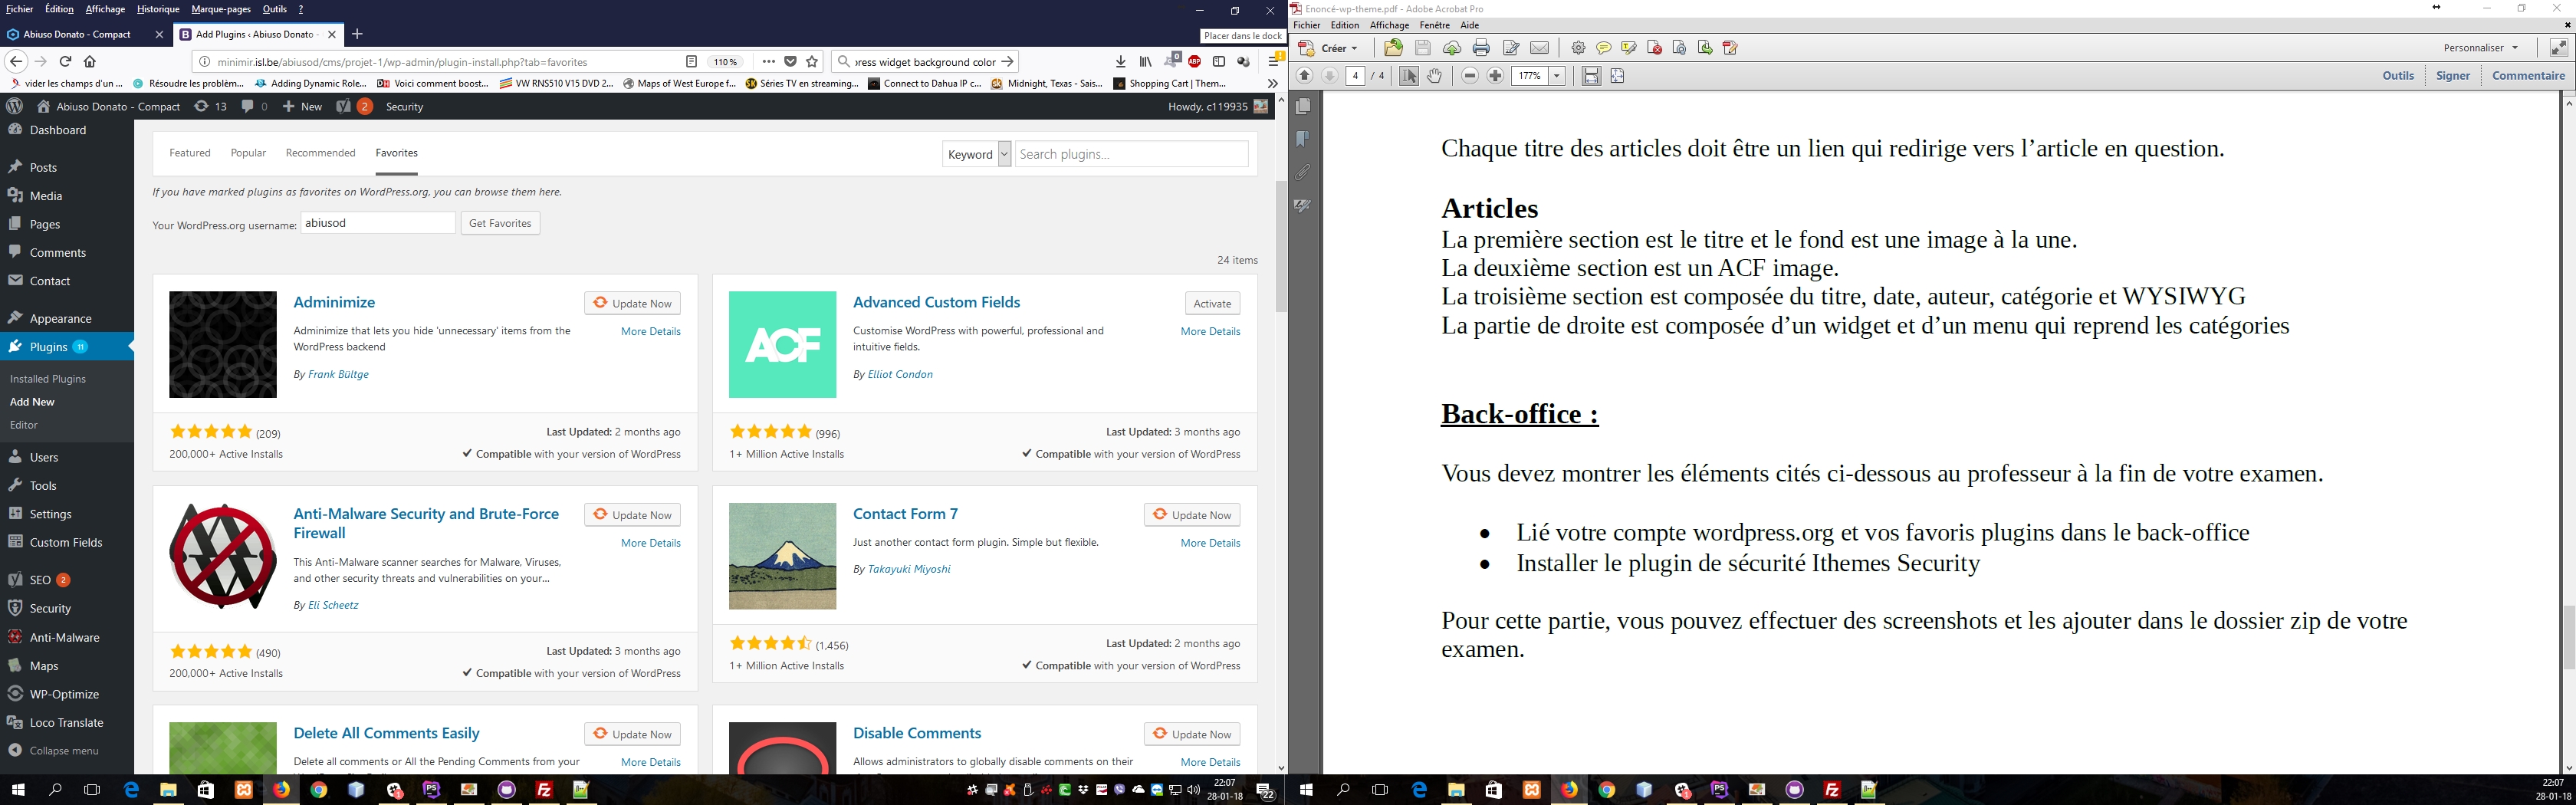 Fichier Édition Affichage Historique Marque-pages Outils ?
Abiuso Donato - Compact
Add Plugins ‹ Abiuso Donato -
Placer dans le dock
minimir.isl.be/abiusod/cms/projet-1/wp-admin/plugin-install.php?tab=favorites
110 %
press widget background color
vider les champs d'un ...
Résoudre les problèm...
Adding Dynamic Role...
Voici comment boost...
VW RNS510 V15 DVD 2...
Maps of West Europe f...
Séries TV en streaming...
Connect to Dahua IP c...
Midnight, Texas - Sais...
Shopping Cart | Them...
Abiuso Donato - Compact
13
0
New
2
Security
Howdy, c119935
Dashboard
Posts
Media
Pages
Comments
Contact
Appearance
Plugins 11
Installed Plugins
Add New
Editor
Users
Tools
Settings
Custom Fields
SEO 2
Security
Anti-Malware
Maps
WP-Optimize
Loco Translate
Collapse menu
Featured Popular Recommended Favorites
Keyword
Search plugins...
If you have marked plugins as favorites on WordPress.org, you can browse them here.
Your WordPress.org username: abiusod Get Favorites
24 items
Adminimize
Update Now
More Details
Adminimize that lets you hide 'unnecessary' items from the
WordPress backend
By Frank Bültge
(209)
Last Updated: 2 months ago
200,000+ Active Installs
Compatible with your version of WordPress
ACF
Advanced Custom Fields
Activate
More Details
Customise WordPress with powerful, professional and
intuitive fields.
By Elliot Condon
(996)
Last Updated: 3 months ago
1+ Million Active Installs
Compatible with your version of WordPress
Anti-Malware Security and Brute-Force
Firewall
Update Now
More Details
This Anti-Malware scanner searches for Malware, Viruses,
and other security threats and vulnerabilities on your...
By Eli Scheetz
(490)
Last Updated: 3 months ago
200,000+ Active Installs
Compatible with your version of WordPress
Contact Form 7
Update Now
More Details
Just another contact form plugin. Simple but flexible.
By Takayuki Miyoshi
(1,456)
Last Updated: 2 months ago
1+ Million Active Installs
Compatible with your version of WordPress
Delete All Comments Easily
Update Now
More Details
Delete all comments or All the Pending Comments from your
Disable Comments
Update Now
More Details
Allows administrators to globally disable comments on their
22:07
28-01-18
22
Enoncé-wp-theme.pdf - Adobe Acrobat Pro
Fichier Edition Affichage Fenêtre Aide
Créer
Personnaliser
4 / 4
177%
Outils Signer Commentaire
Chaque titre des articles doit être un lien qui redirige vers l’article en question.
Articles
La première section est le titre et le fond est une image à la une.
La deuxième section est un ACF image.
La troisième section est composée du titre, date, auteur, catégorie et WYSIWYG
La partie de droite est composée d’un widget et d’un menu qui reprend les catégories
Back-office :
Vous devez montrer les éléments cités ci-dessous au professeur à la fin de votre examen.
● Lié votre compte wordpress.org et vos favoris plugins dans le back-office
● Installer le plugin de sécurité Ithemes Security
Pour cette partie, vous pouvez effectuer des screenshots et les ajouter dans le dossier zip de votre
examen.
22:07
28-01-18